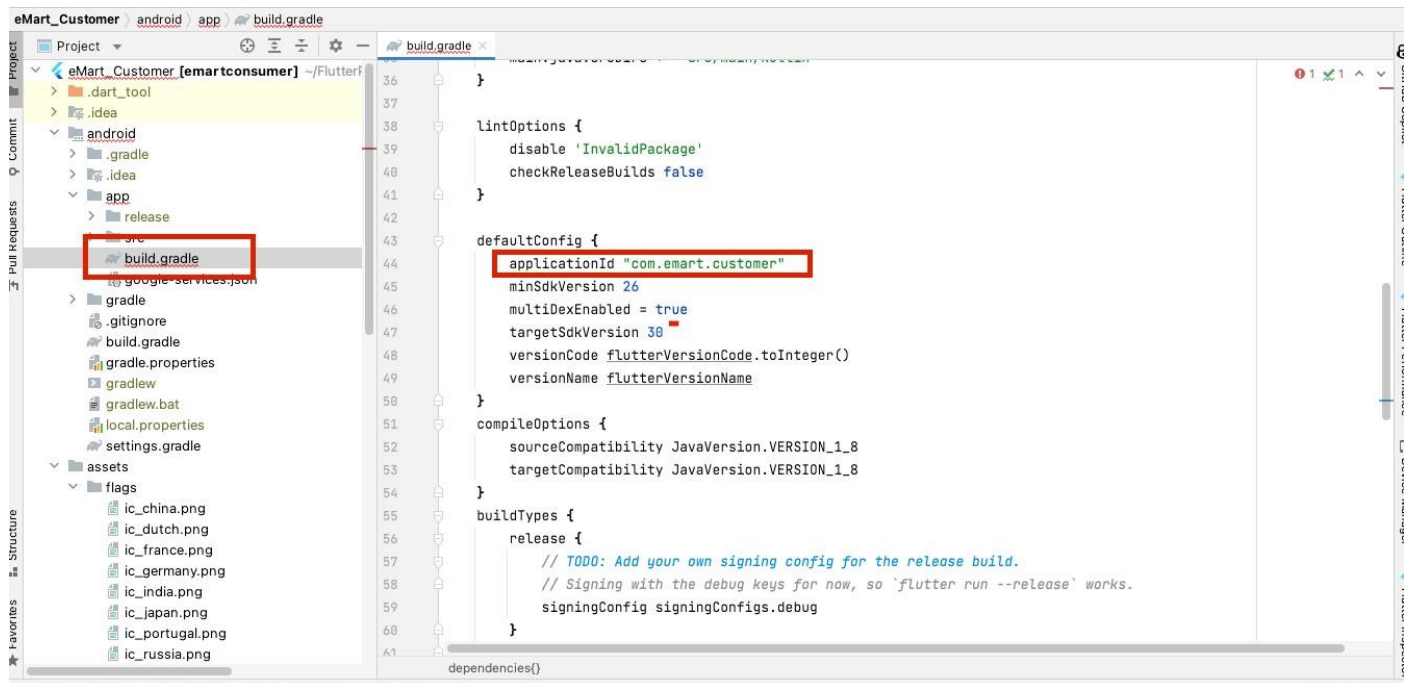 eMart_Customer android app build.gradle
Project
build.gradle
Project
Commit
Pull Requests
Structure
Favorites
eMart_Customer [emartconsumer]
.dart_tool
.idea
android
.gradle
.idea
app
release
src
build.gradle
google-services.json
gradle
.gitignore
build.gradle
gradle.properties
gradlew
gradlew.bat
local.properties
settings.gradle
assets
flags
ic_china.png
ic_dutch.png
ic_france.png
ic_germany.png
ic_india.png
ic_japan.png
ic_portugal.png
ic_russia.png
36 }
37
38 lintOptions {
39 disable 'InvalidPackage'
40 checkReleaseBuilds false
41 }
42
43 defaultConfig {
44 applicationId "com.emart.customer"
45 minSdkVersion 26
46 multiDexEnabled = true
47 targetSdkVersion 30
48 versionCode flutterVersionCode.toInteger()
49 versionName flutterVersionName
50 }
51 compileOptions {
52 sourceCompatibility JavaVersion.VERSION_1_8
53 targetCompatibility JavaVersion.VERSION_1_8
54 }
55 buildTypes {
56 release {
57 // TODO: Add your own signing config for the release build.
58 // Signing with the debug keys for now, so `flutter run --release` works.
59 signingConfig signingConfigs.debug
60 }
61
1 1
dependencies{}